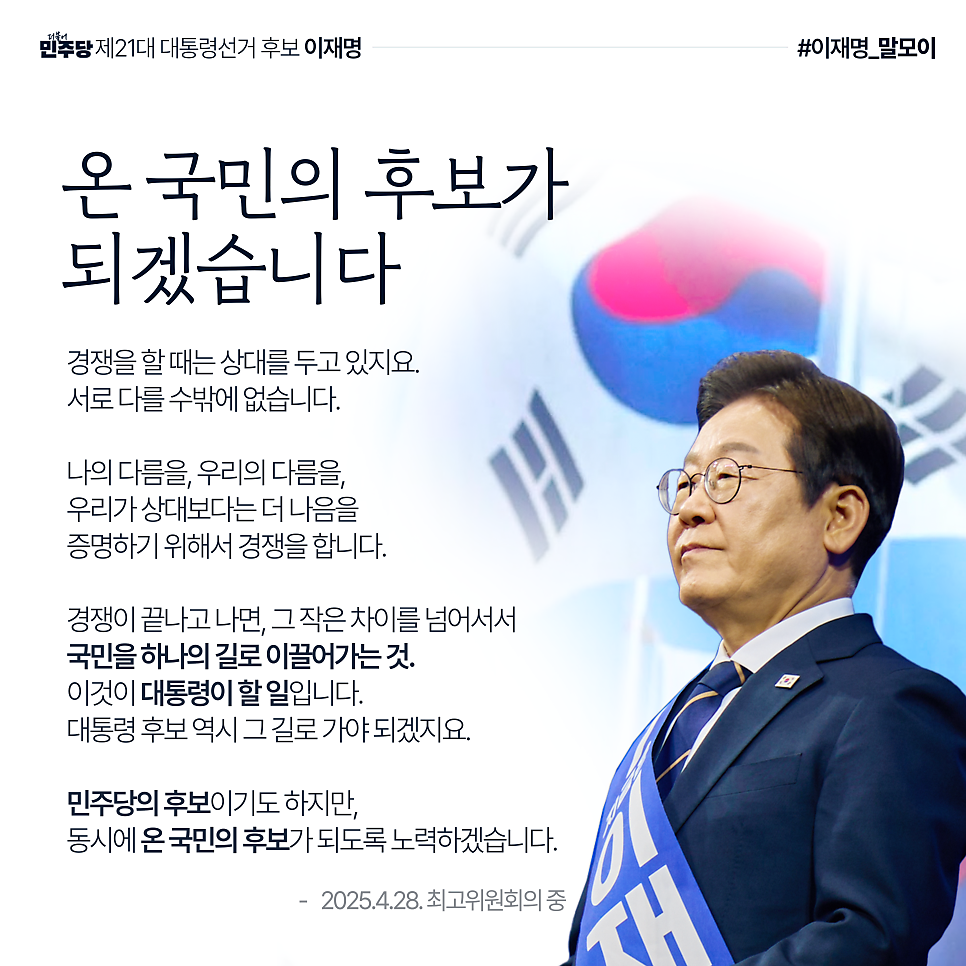 더불어
민주당 제21대 대통령선거 후보 이재명
#이재명_말모이
온 국민의 후보가
되겠습니다
경쟁을 할 때는 상대를 두고 있지요.
서로 다를 수밖에 없습니다.
나의 다름을, 우리의 다름을,
우리가 상대보다는 더 나음을
증명하기 위해서 경쟁을 합니다.
경쟁이 끝나고 나면, 그 작은 차이를 넘어서서
국민을 하나의 길로 이끌어가는 것.
이것이 대통령이 할 일입니다.
대통령 후보 역시 그 길로 가야 되겠지요.
민주당의 후보이기도 하지만,
동시에 온 국민의 후보가 되도록 노력하겠습니다.
- 2025.4.28. 최고위원회의 중
이재